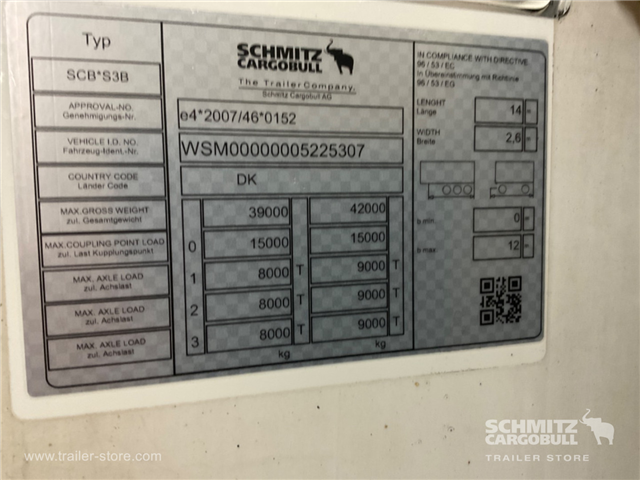 Typ
SCB*S3B
SCHMITZ
CARGOBULL
The Trailer Company.
Schmitz Cargobull AG
APPROVAL-NO.
Genehmigungs-Nr.
e4*2007/46*0152
VEHICLE I.D. NO.
Fahrzeug-Ident.-Nr.
WSM00000005225307
COUNTRY CODE
Länder Code
DK
MAX.GROSS WEIGHT
zul. Gesamtgewicht
39000
42000
MAX.COUPLING POINT LOAD
zul. Last Kupplungspunkt
0
15000
15000
MAX. AXLE LOAD
zul. Achslast
1
8000 T
9000 T
MAX. AXLE LOAD
zul. Achslast
2
8000 T
9000 T
MAX. AXLE LOAD
zul. Achslast
3
8000 T
9000 T
kg
kg
IN COMPLIANCE WITH DIRECTIVE
96 / 53 / EC
In Übereinstimmung mit Richtlinie
96 / 53 / EG
LENGHT
Länge
14 m
WIDTH
Breite
2,6 m
b min
0 m
b max
12 m
www.trailer-store.com
SCHMITZ
CARGOBULL
TRAILER STORE